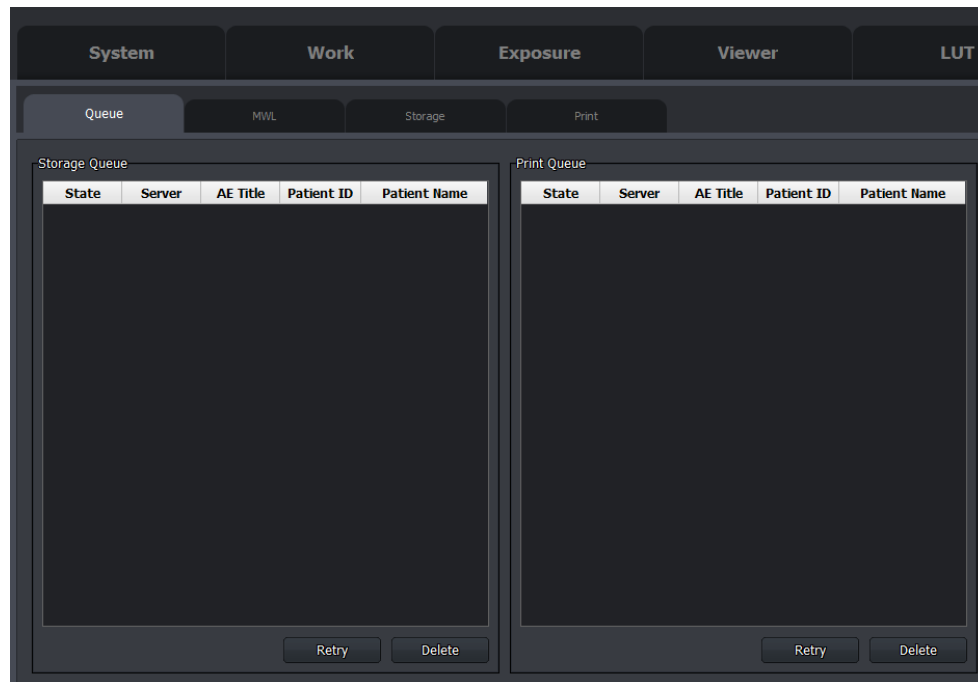 System Work Exposure Viewer LUT
Queue MWL Storage Print
Storage Queue
State Server AE Title Patient ID Patient Name
Retry Delete
Print Queue
State Server AE Title Patient ID Patient Name
Retry Delete